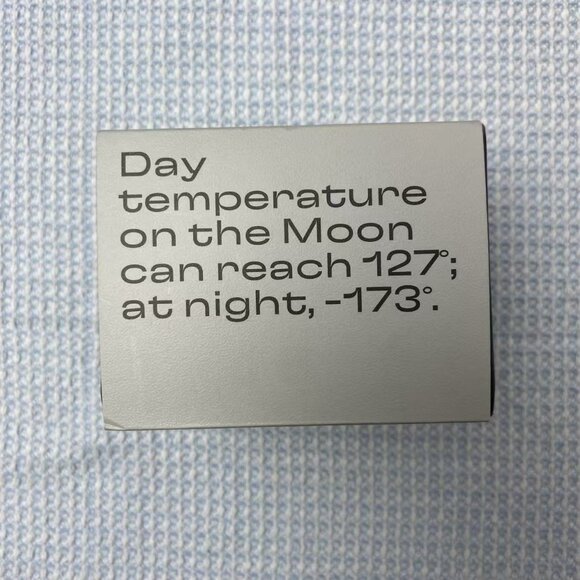 Day
temperature
on the Moon
can reach 127°;
at night, -173°.